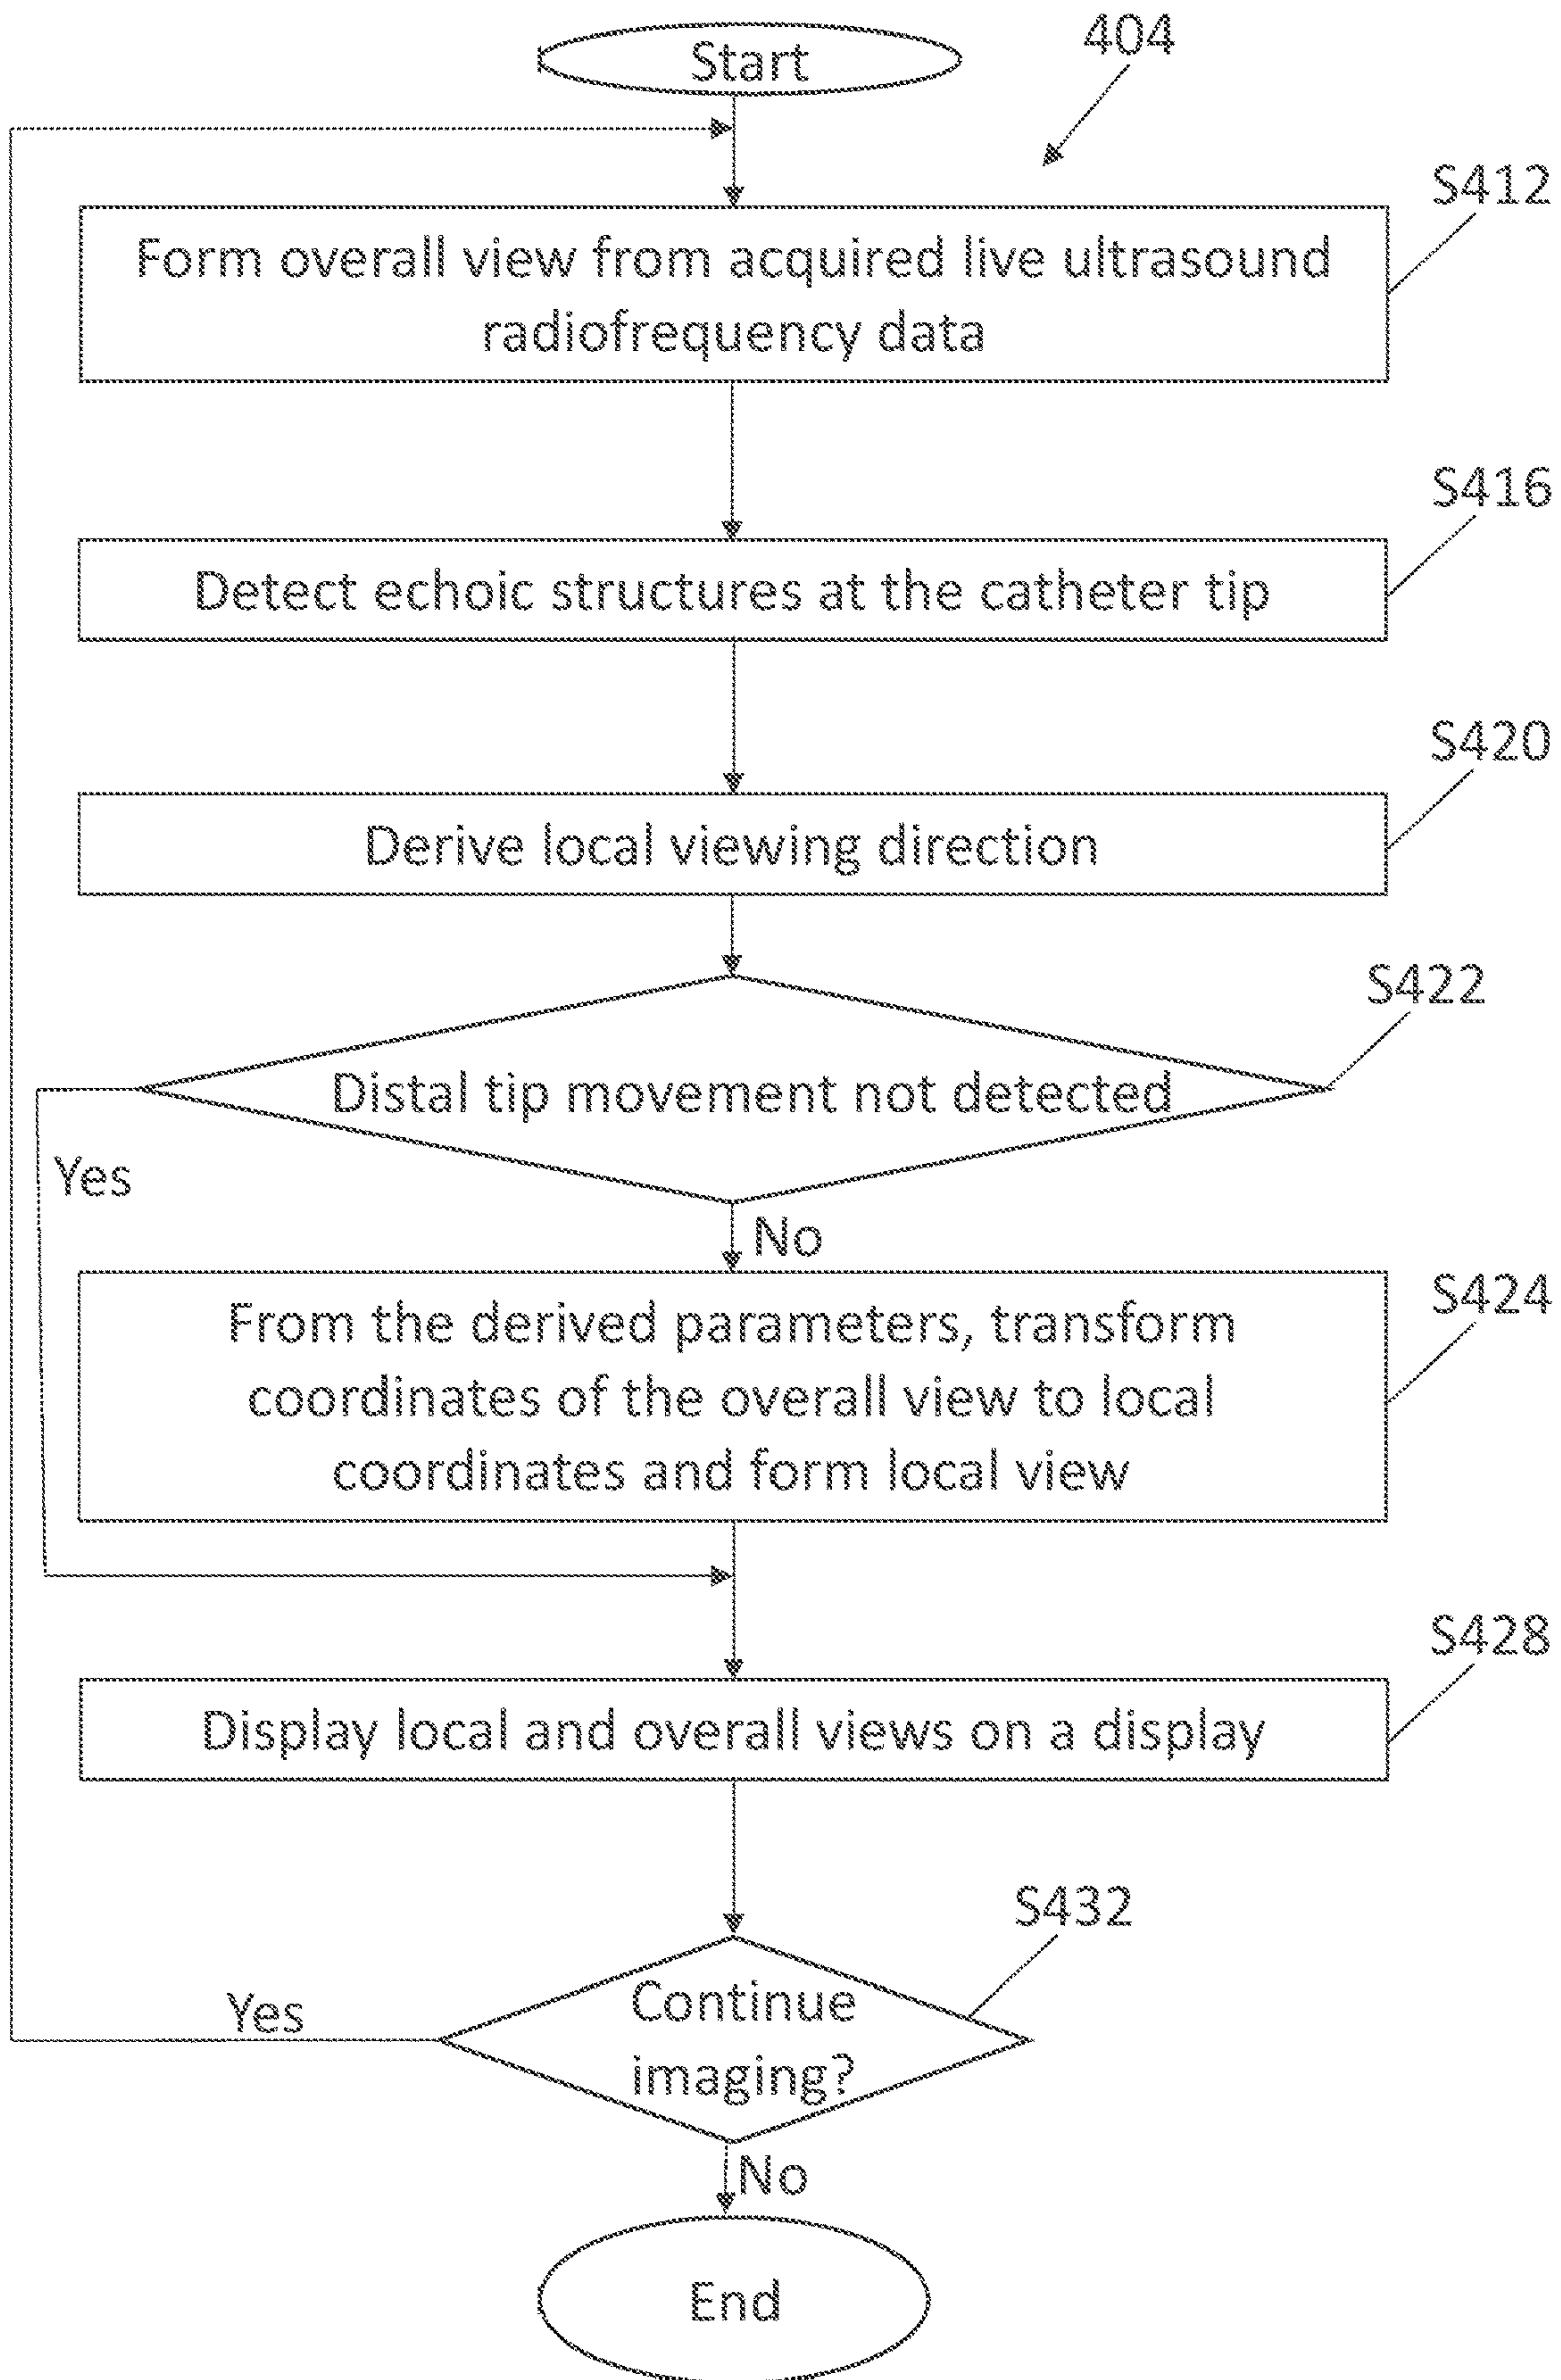 Start
404
S412
Form overall view from acquired live ultrasound
radiofrequency data
S416
Detect echoic structures at the catheter tip
S420
Derive local viewing direction
S422
Distal tip movement not detected
Yes
No
S424
From the derived parameters, transform
coordinates of the overall view to local
coordinates and form local view
S428
Display local and overall views on a display
S432
Continue
imaging?
Yes
No
End